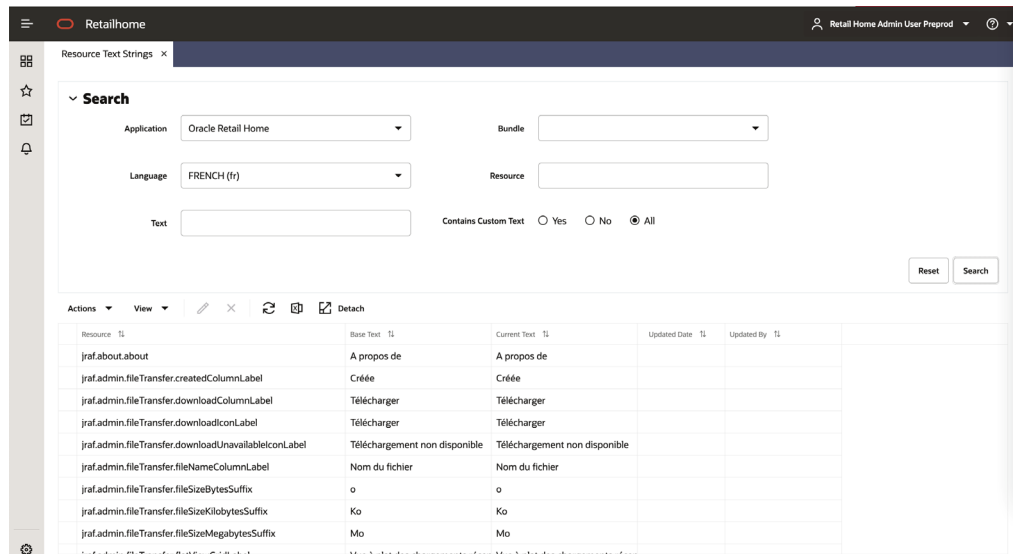 Retailhome
Retail Home Admin User Preprod
Resource Text Strings ×
Search
Application Oracle Retail Home Bundle
Language FRENCH (fr) Resource
Text Contains Custom Text Yes No All
Reset Search
Actions View Detach
Resource Base Text Current Text Updated Date Updated By
jraf.about.about A propos de A propos de
jraf.admin.fileTransfer.createdColumnLabel Créée Créée
jraf.admin.fileTransfer.downloadColumnLabel Télécharger Télécharger
jraf.admin.fileTransfer.downloadIconLabel Télécharger Télécharger
jraf.admin.fileTransfer.downloadUnavailableIconLabel Téléchargement non disponible Téléchargement non disponible
jraf.admin.fileTransfer.fileNameColumnLabel Nom du fichier Nom du fichier
jraf.admin.fileTransfer.fileSizeBytesSuffix o o
jraf.admin.fileTransfer.fileSizeKilobytesSuffix Ko Ko
jraf.admin.fileTransfer.fileSizeMegabytesSuffix Mo Mo